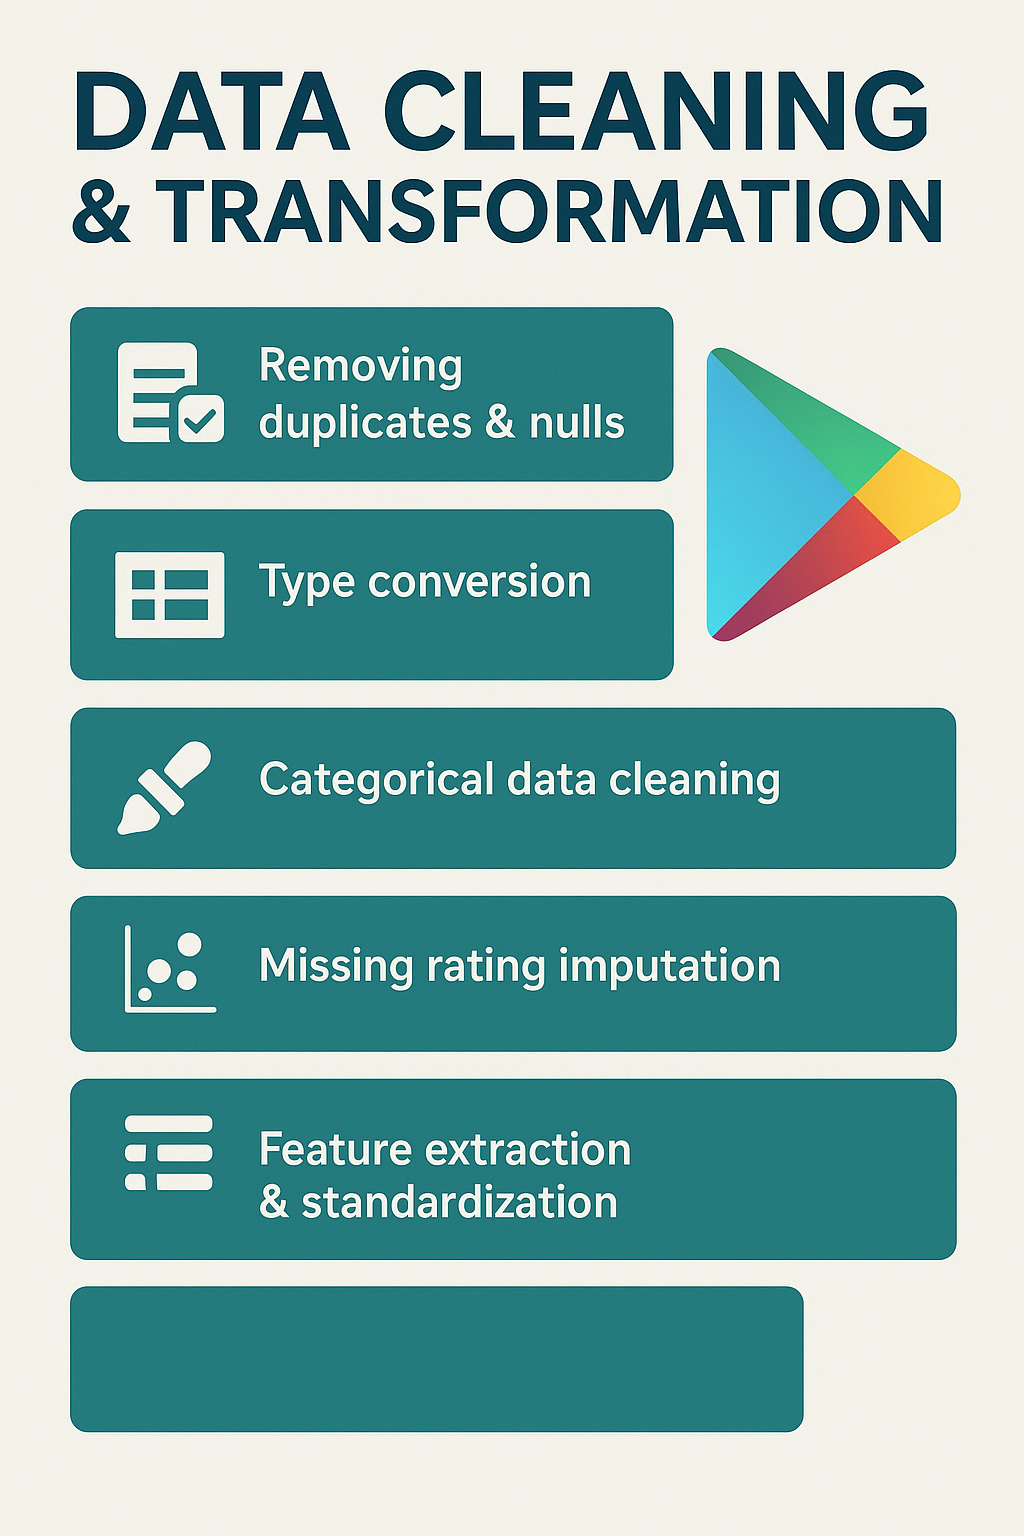 DATA CLEANING
& TRANSFORMATION
Removing
duplicates & nulls
Type conversion
Categorical data cleaning
Missing rating imputation
Feature extraction
& standardization